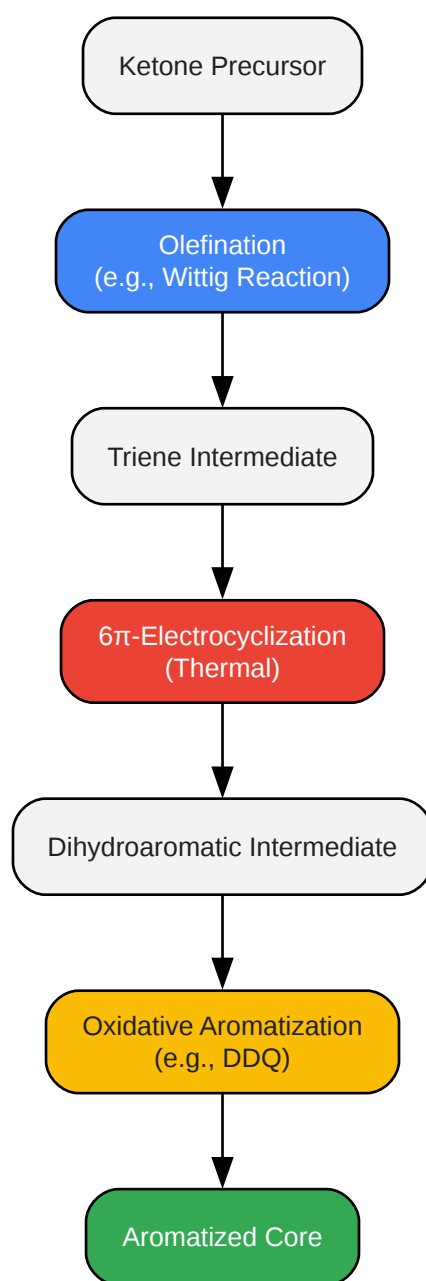 Ketone Precursor
Olefination
(e.g., Wittig Reaction)
Triene Intermediate
6π-Electrocyclization
(Thermal)
Dihydroaromatic Intermediate
Oxidative Aromatization
(e.g., DDQ)
Aromatized Core